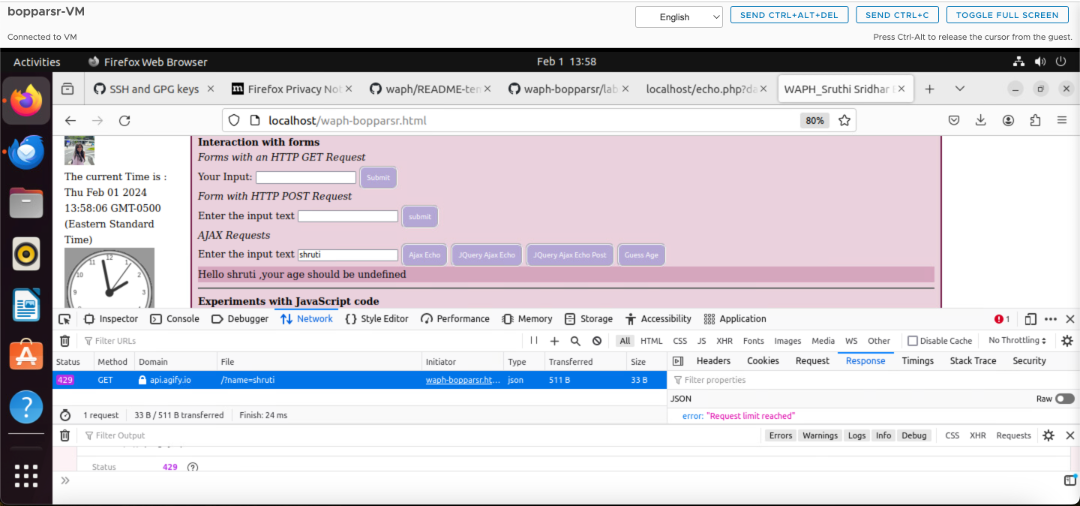 bopparsr-VM
English
SEND CTRL+ALT+DEL
SEND CTRL+C
TOGGLE FULL SCREEN
Connected to VM
Press Ctrl-Alt to release the cursor from the guest.
Activities
Firefox Web Browser
Feb 1 13:58
SSH and GPG keys
Firefox Privacy Not
waph/README-tem
waph-bopparsr/lab
localhost/echo.php?da
WAPH_Sruthi Sridhar
localhost/waph-bopparsr.html
80%
The current Time is :
Thu Feb 01 2024
13:58:06 GMT-0500
(Eastern Standard
Time)
12
11
10
Interaction with forms
Forms with an HTTP GET Request
Your Input:
Submit
Form with HTTP POST Request
Enter the input text
submit
AJAX Requests
Enter the input text shruti Ajax Echo JQuery Ajax Echo JQuery Ajax Echo Post Guess Age
Hello shruti ,your age should be undefined
Experiments with JavaScript code
Inspector Console Debugger Network Style Editor Performance Memory Storage Accessibility Application 1
Filter URLs
All HTML CSS JS XHR Fonts Images Media WS Other Disable Cache No Throttling
Status Method Domain File Initiator Type Transferred Size
429 GET api.agify.io /?name=shruti waph-bopparsr.ht... json 511 B 33 B
Headers Cookies Request Response Timings Stack Trace Security
Filter properties
JSON
Raw
error: "Request limit reached"
1 request 33 B / 511 B transferred Finish: 24 ms
Filter Output
Errors Warnings Logs Info Debug CSS XHR Requests
Status 429 ?